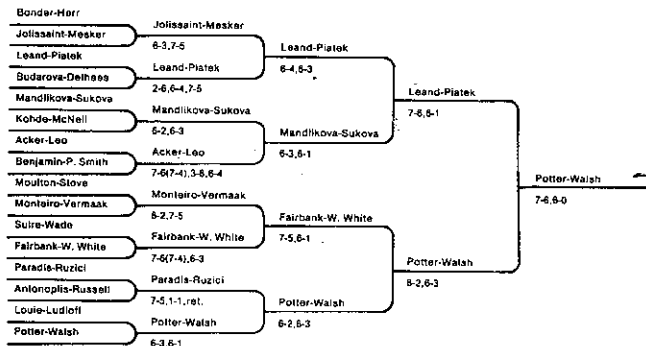 Bonder-Herr
Jolissaint-Mesker
Leand-Piatek
Budarova-Delhees
Mandlikova-Sukova
Kohde-McNeil
Acker-Leo
Benjamin-P. Smith
Moulton-Stove
Monteiro-Vermaak
Suire-Wade
Fairbank-W. White
Paradis-Ruzici
Antonoplis-Russell
Louie-Ludloff
Potter-Walsh
Jolissaint-Mesker
6-3,7-5
Leand-Piatek
2-6,6-4,7-5
Mandlikova-Sukova
6-2,6-3
Acker-Leo
7-6(7-4),3-6,6-4
Monteiro-Vermaak
6-2,7-5
Fairbank-W. White
7-6(7-4),6-3
Paradis-Ruzici
7-5,1-1,ret.
Potter-Walsh
6-3,6-1
Leand-Piatek
6-4,6-3
Mandlikova-Sukova
6-3,6-1
Fairbank-W. White
7-5,6-1
Potter-Walsh
6-2,6-3
Leand-Piatek
7-6,6-1
Potter-Walsh
6-2,6-3
Potter-Walsh
7-6,6-0